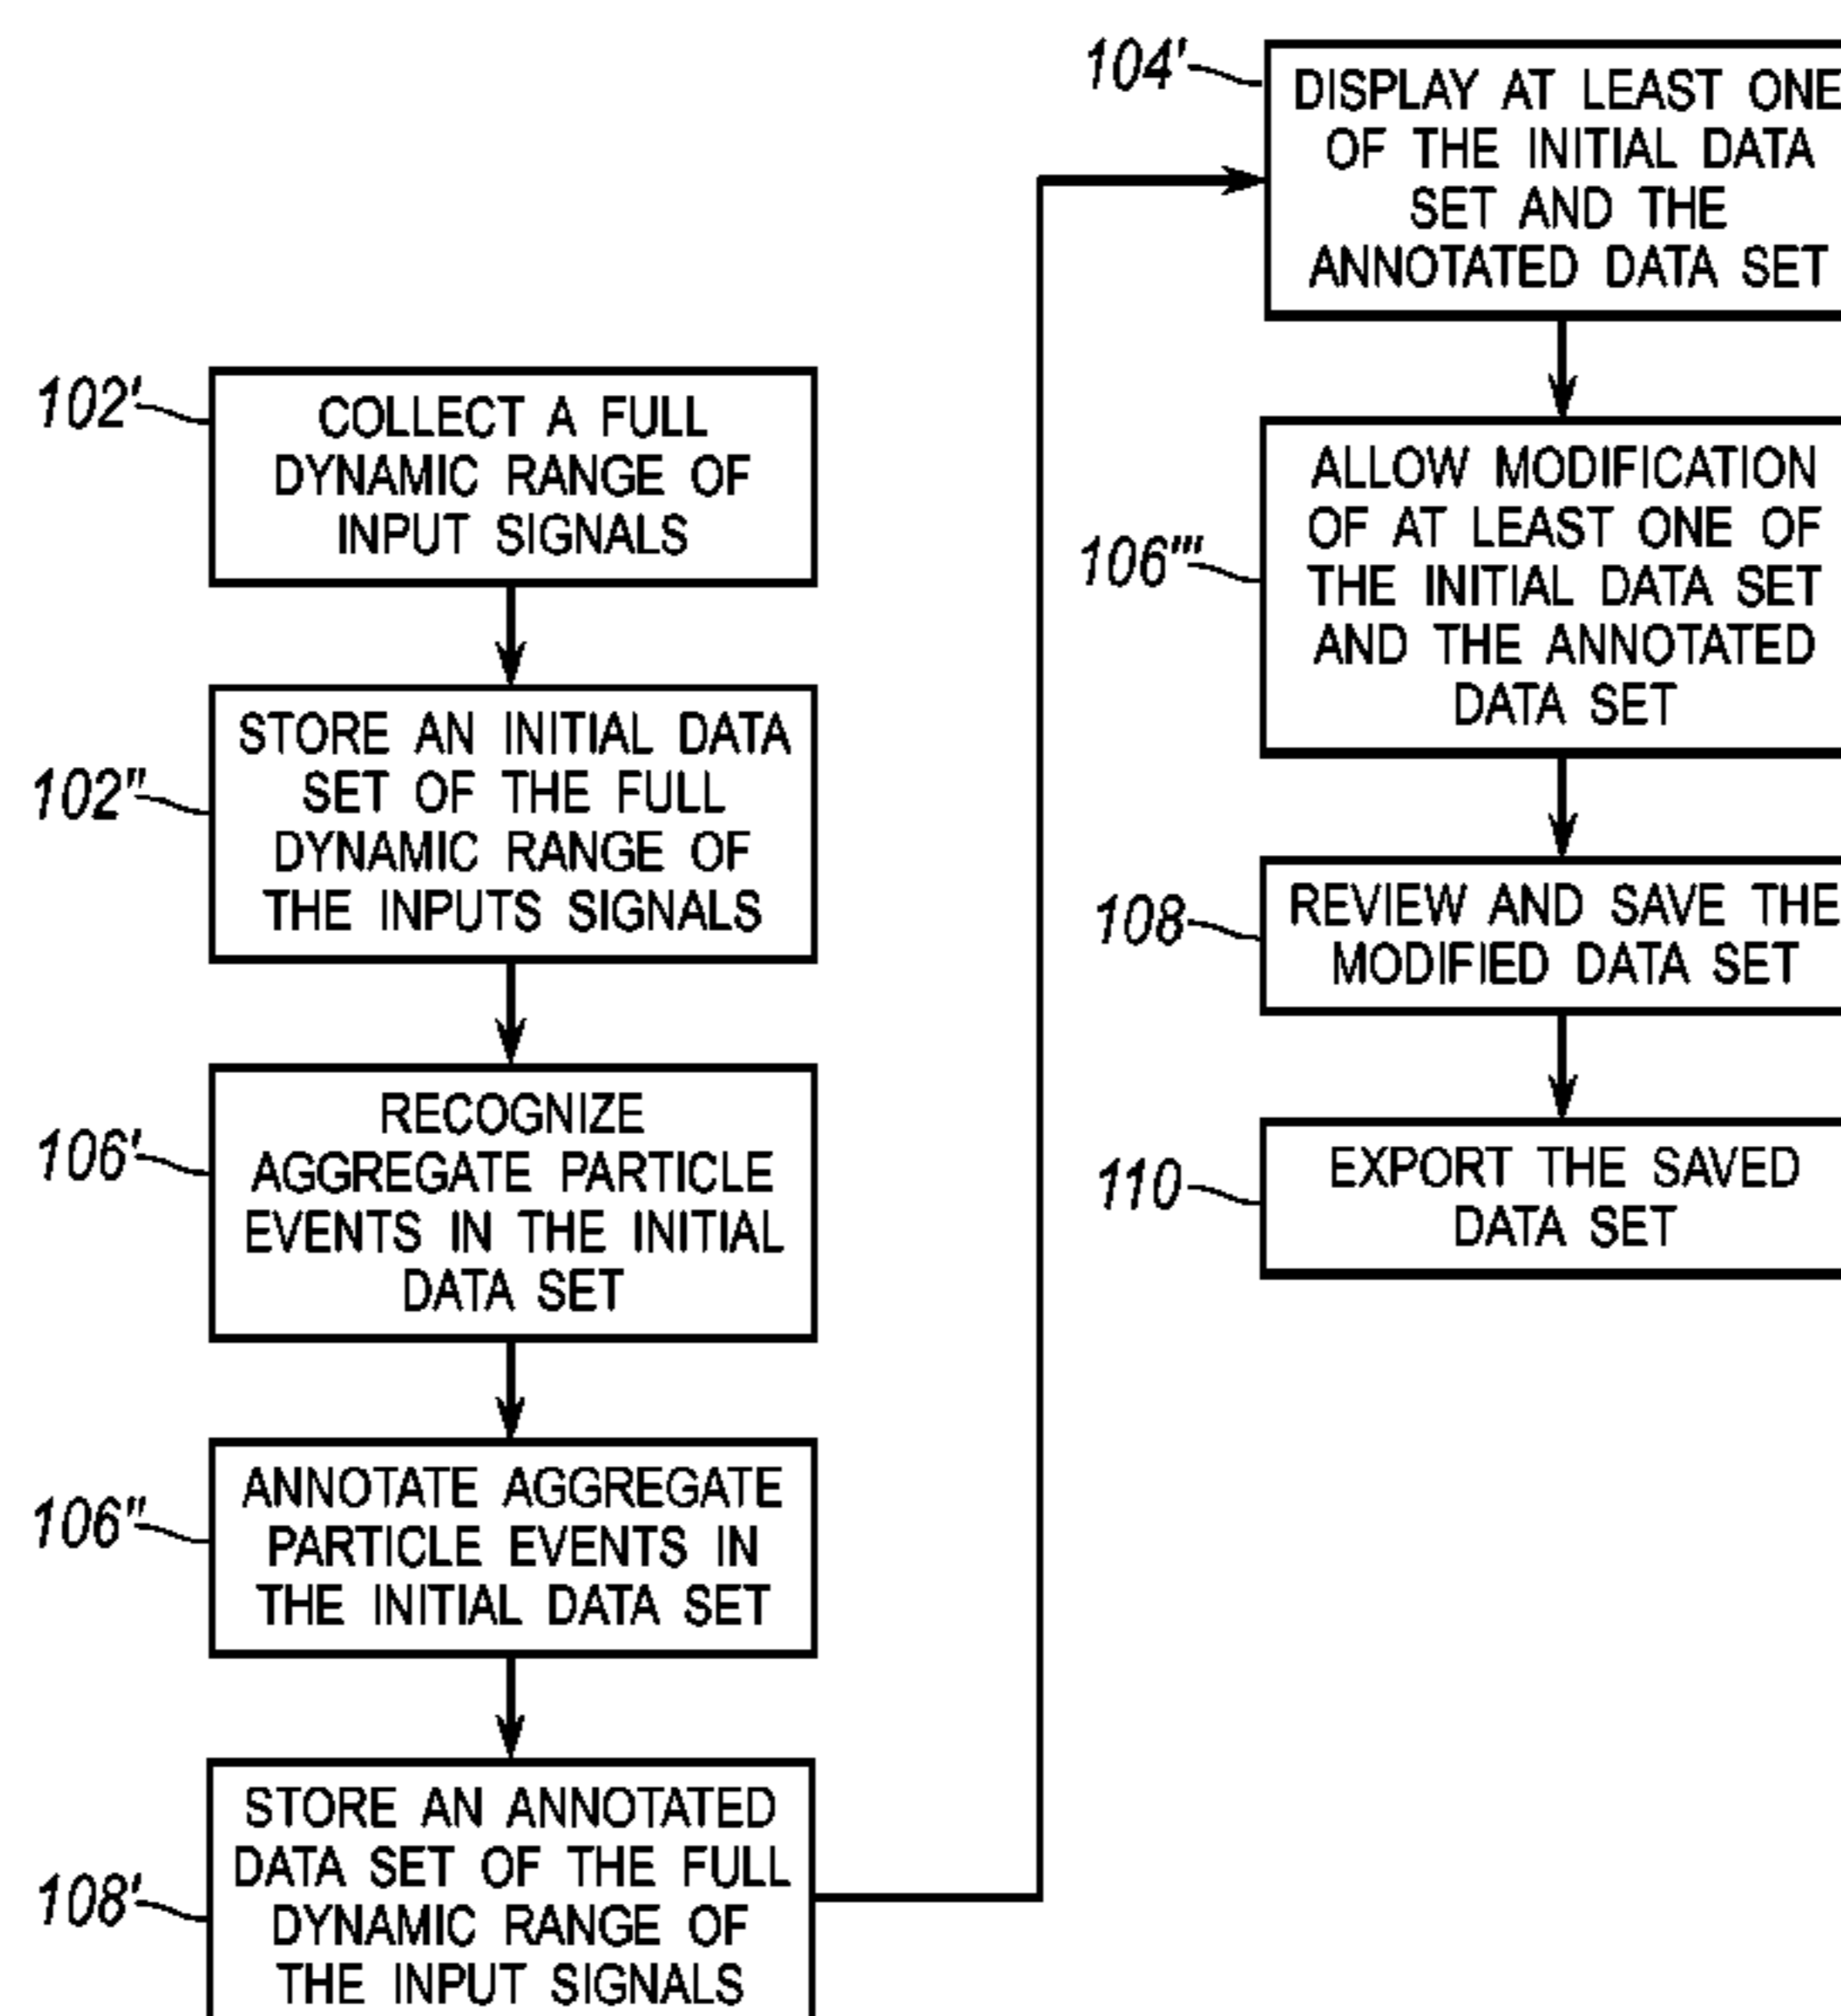 102'
COLLECT A FULL
DYNAMIC RANGE OF
INPUT SIGNALS
102"
STORE AN INITIAL DATA
SET OF THE FULL
DYNAMIC RANGE OF
THE INPUTS SIGNALS
106'
RECOGNIZE
AGGREGATE PARTICLE
EVENTS IN THE INITIAL
DATA SET
106"
ANNOTATE AGGREGATE
PARTICLE EVENTS IN
THE INITIAL DATA SET
108'
STORE AN ANNOTATED
DATA SET OF THE FULL
DYNAMIC RANGE OF
THE INPUT SIGNALS
104'
DISPLAY AT LEAST ONE
OF THE INITIAL DATA
SET AND THE
ANNOTATED DATA SET
106'''
ALLOW MODIFICATION
OF AT LEAST ONE OF
THE INITIAL DATA SET
AND THE ANNOTATED
DATA SET
108
REVIEW AND SAVE THE
MODIFIED DATA SET
110
EXPORT THE SAVED
DATA SET